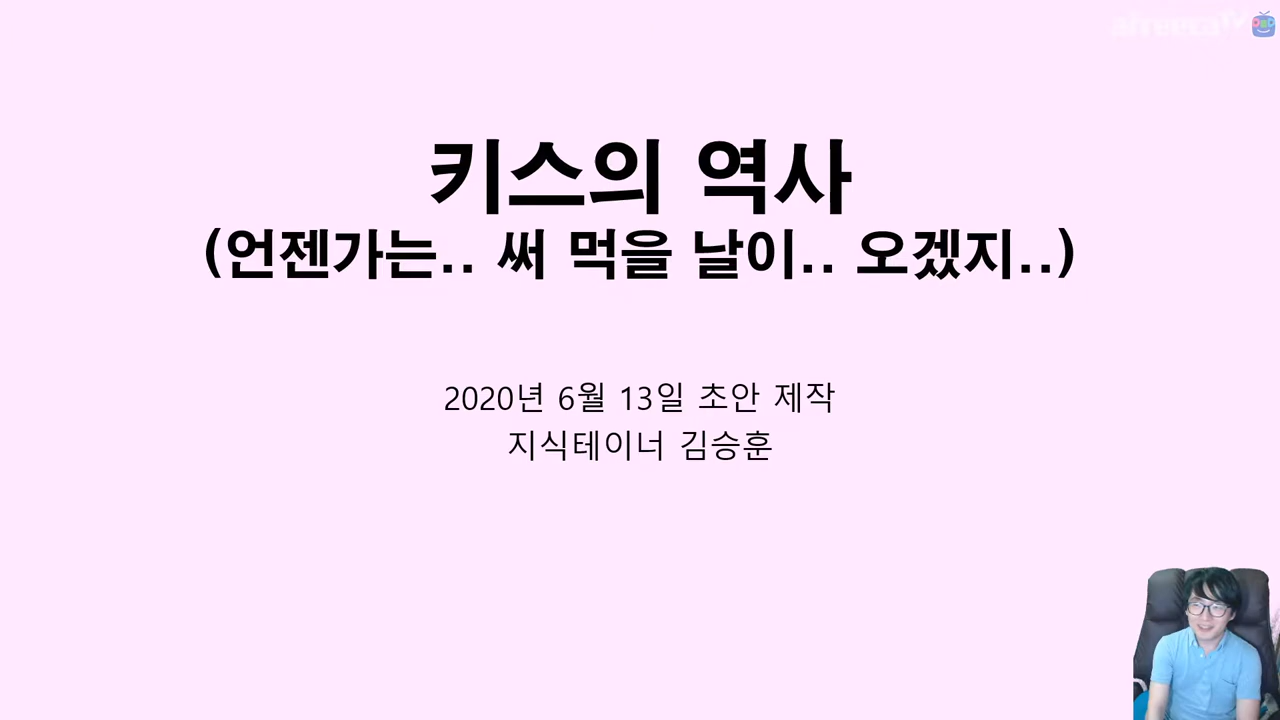 키스의 역사
(언젠가는.. 써 먹을 날이.. 오겠지..)
2020년 6월 13일 초안 제작
지식테이너 김승훈